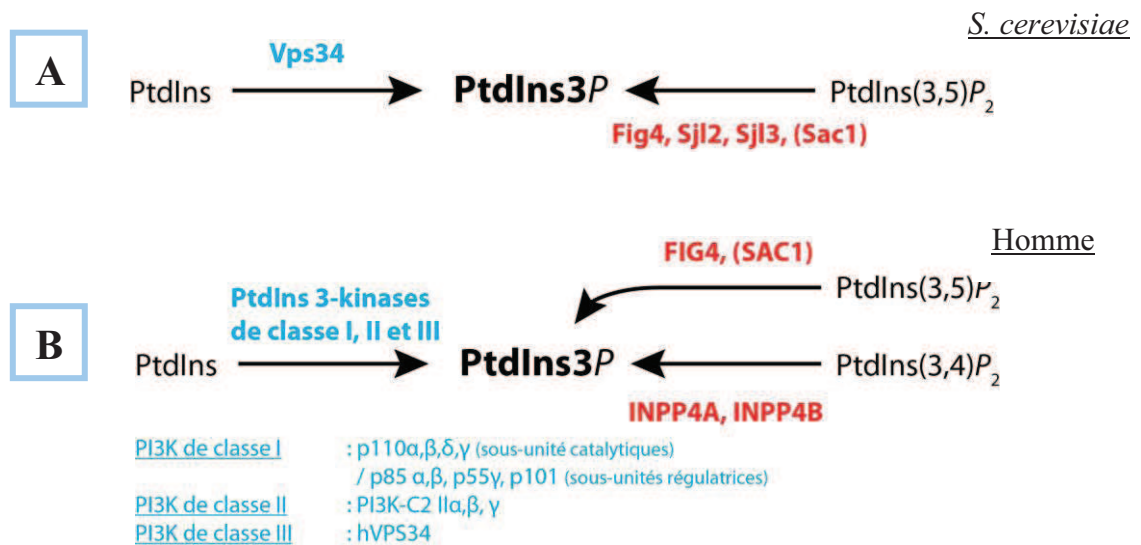 S. cerevisiae
A
Vps34
PtdIns
PtdIns3P
PtdIns(3,5)P2
Fig4, Sjl2, Sjl3, (Sac1)
Homme
FIG4, (SAC1)
PtdIns(3,5)P2
PtdIns 3-kinases
de classe I, II et III
B
PtdIns
PtdIns3P
PtdIns(3,4)P2
INPP4A, INPP4B
PI3K de classe I : p110α,β,δ,γ (sous-unité catalytiques)
/ p85 α,β, p55γ, p101 (sous-unités régulatrices)
PI3K de classe II : PI3K-C2 IIα,β, γ
PI3K de classe III : hVPS34